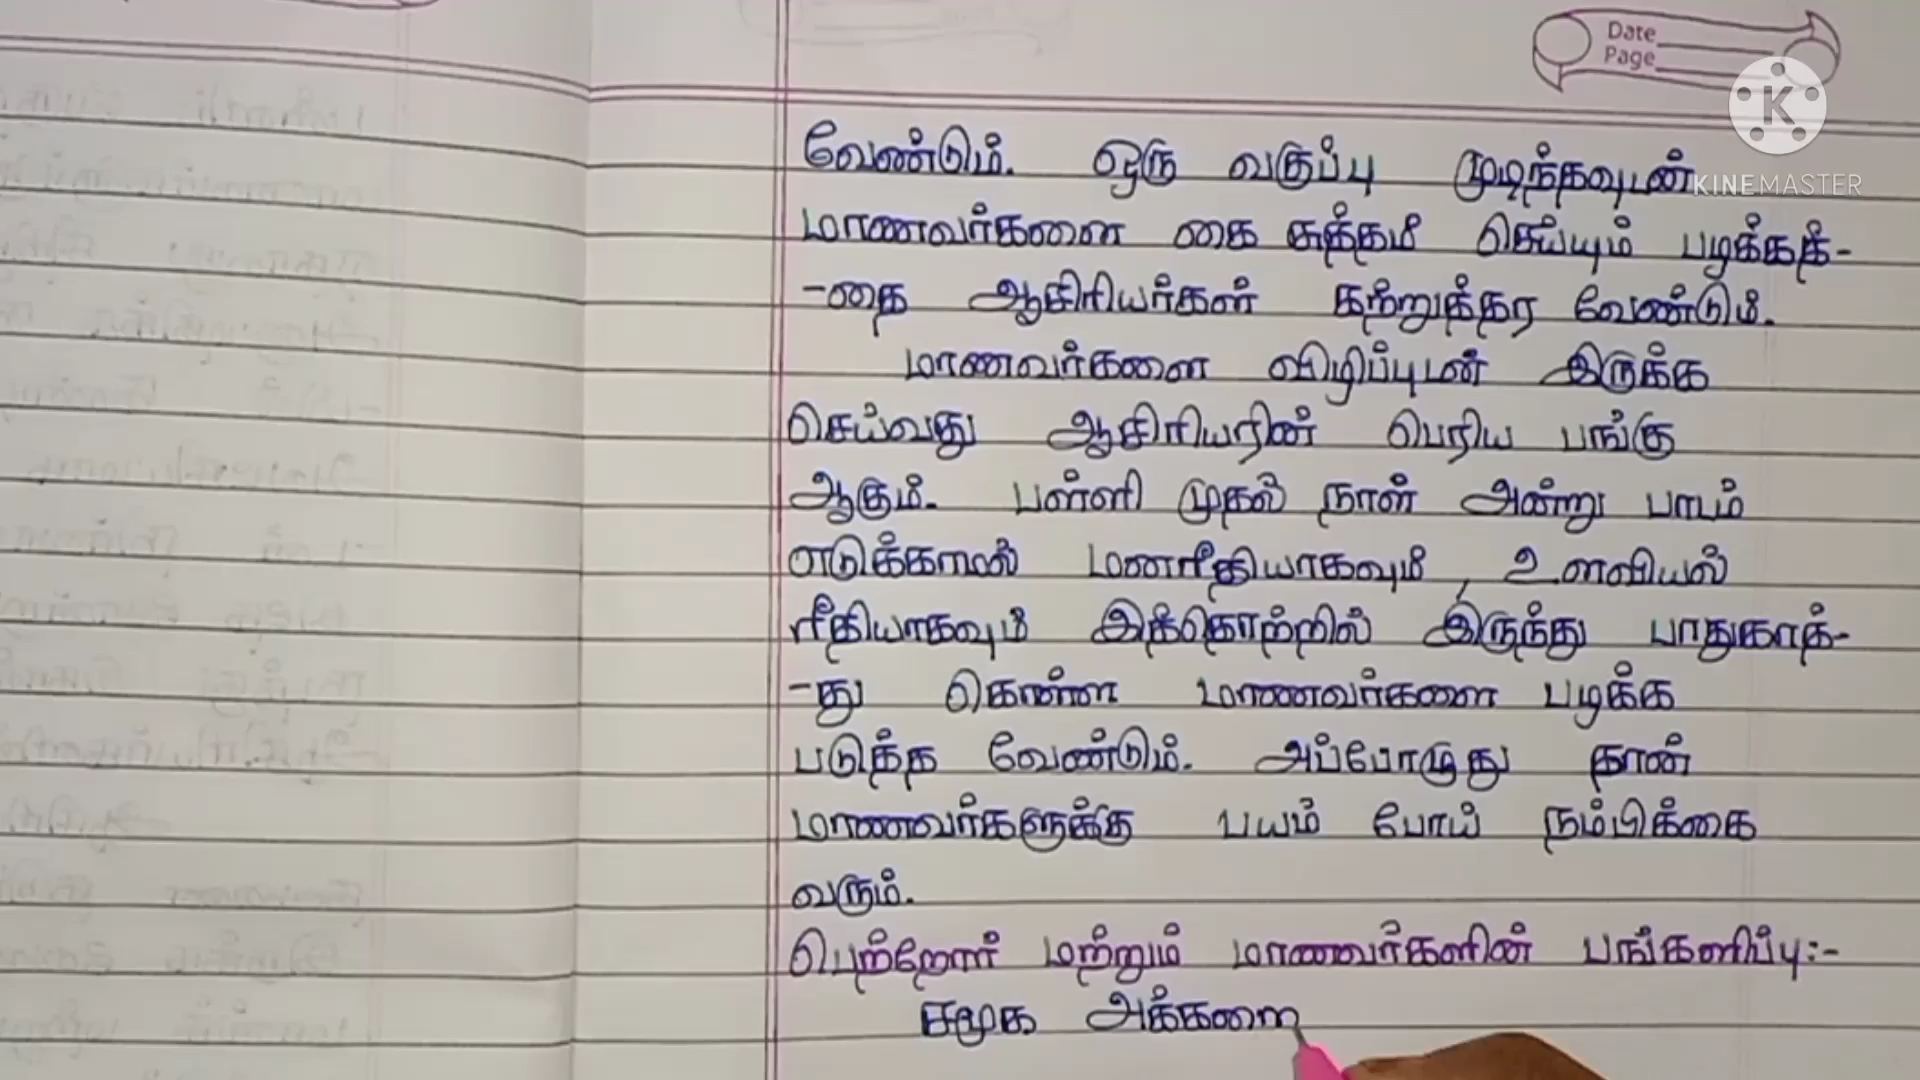 Date
Page
KINEMASTER
வேண்டும். ஒரு வகுப்பு முடிந்தவுடன்
மாணவர்களை கை சுத்தம் செய்யும் பழக்கத்-
-தை ஆசிரியர்கள் கற்றுத்தர வேண்டும்.
மாணவர்களை விழிப்புடன் இருக்க
செய்வது ஆசிரியரின் பெரிய பங்கு
ஆகும். பள்ளி முதல் நாள் அன்று பாடம்
எடுக்காமல் மனரீதியாகவும், உளவியல்
ரீதியாகவும் இத்தொற்றில் இருந்து பாதுகாத்-
-து கொள்ள மாணவர்களை படிக்க
படுத்த வேண்டும். அப்போழுது தான்
மாணவர்களுக்கு பயம் போய் நம்பிக்கை
வரும்.
பெற்றோர் மற்றும் மாணவர்களின் பங்களிப்பு:-
சமூக அக்கறை